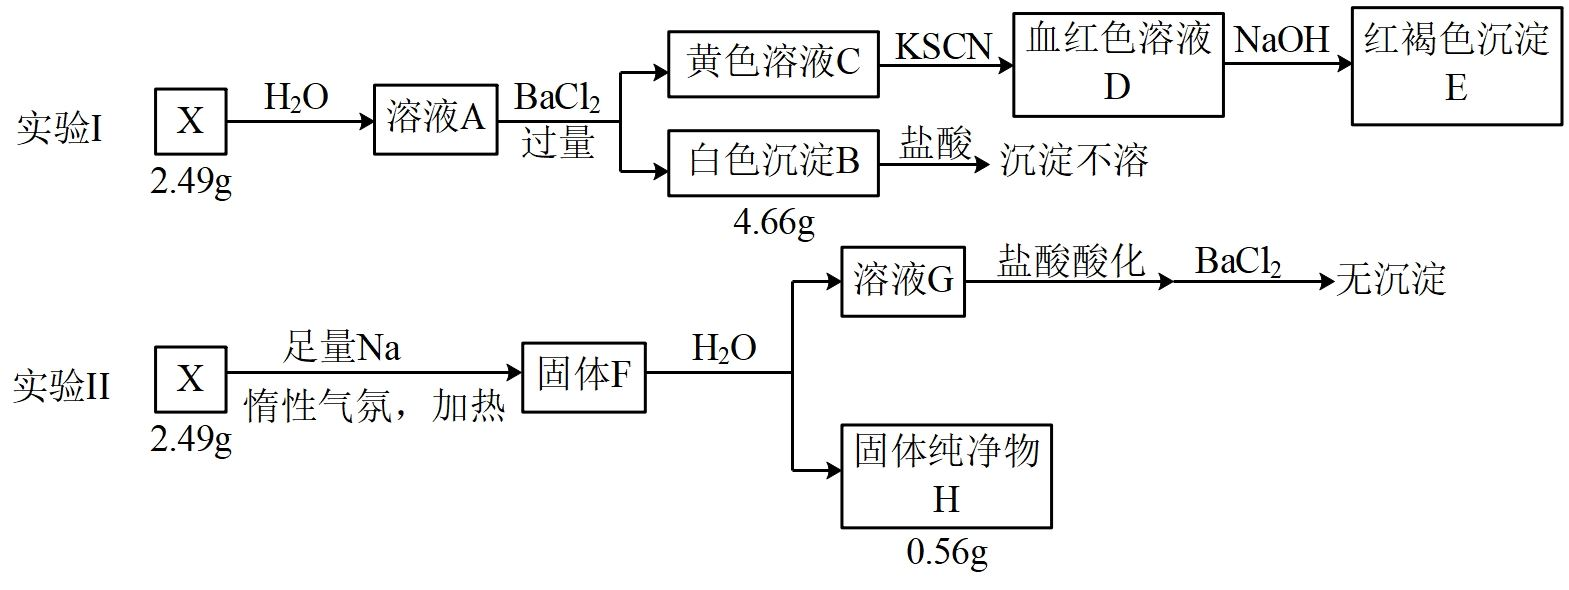 实验I
X
2.49g
H₂O
溶液A
BaCl₂
过量
黄色溶液C
KSCN
血红色溶液
D
NaOH
红褐色沉淀
E
白色沉淀B
4.66g
盐酸
沉淀不溶
实验II
X
2.49g
足量Na
惰性气氛，加热
固体F
H₂O
溶液G
盐酸酸化
BaCl₂
无沉淀
固体纯净物
H
0.56g